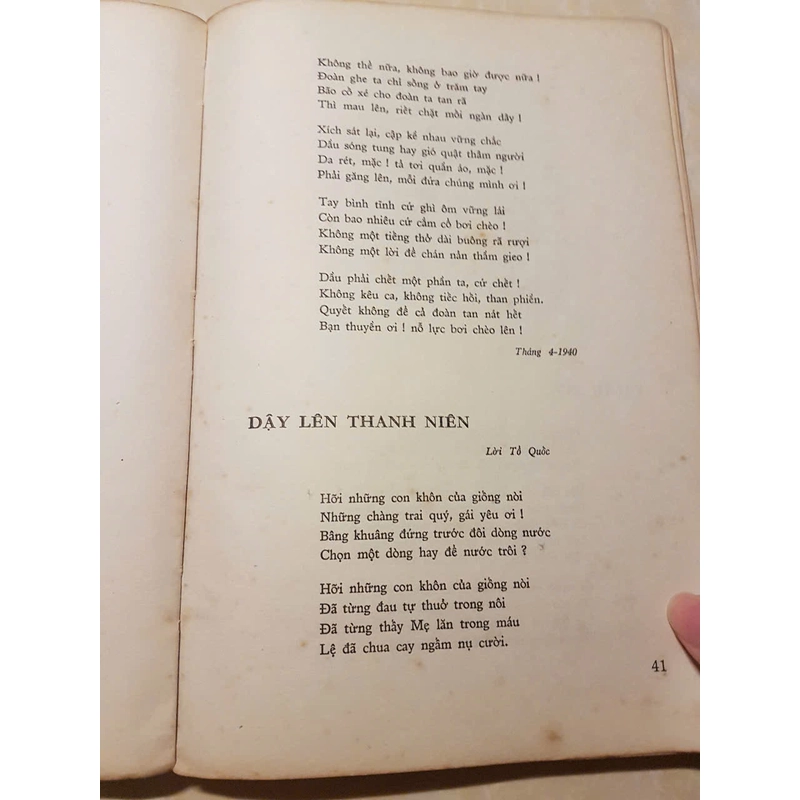 Không thể nữa, không bao giờ được nữa !
Đoàn ghe ta chỉ sống ở trăm tay
Bão cồ xé cho đoàn ta tan rã
Thì mau lên, riết chặt mối ngàn dây !
Xích sát lại, cặp kế nhau vững chắc
Dấu sóng tung hay gió quật thâm người
Da rét, mặc ! tả tơi quần áo, mặc !
Phải găng lên, mỗi đứa chúng mình ơi !
Tay bình tĩnh cứ ghì ôm vững lái
Còn bao nhiêu cứ cắm cổ bơi chèo !
Không một tiếng thở dài buông rã rượi
Không một lời để chán nản thấm gieo !
Dầu phải chết một phần ta, cứ chết !
Không kêu ca, không tiếc hồi, than phiền.
Quyết không để cả đoàn tan nát hết
Bạn thuyền ơi ! nỗ lực bơi chèo lên !
Tháng 4-1940
DẬY LÊN THANH NIÊN
Lời Tổ Quốc
Hỡi những con khôn của giồng nòi
Những chàng trai quý, gái yêu ơi !
Bâng khuâng đứng trước đôi dòng nước
Chọn một dòng hay để nước trôi ?
Hỡi những con khôn của giồng nòi
Đã từng đau tự thuở trong nôi
Đã từng thấy Mẹ lăn trong máu
Lệ đã chua cay ngầm nụ cười.
41